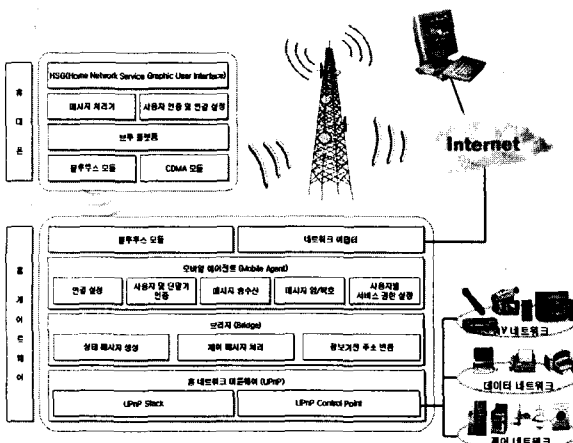 HSG(Home Network Service Graphic User Interface)
휴대폰
메시지 처리기
사용자 인증 및 연결 설정
브루 플랫폼
블루투스 모듈
CDMA 모듈
Internet
홈 게이트웨이
블루투스 모듈
네트워크 어댑터
모바일 에이전트 (Mobile Agent)
연결 설정
사용자 및 단말기
인증
메시지 송수신
메시지 암/복호
사용자별
서비스 권한 설정
브리지 (Bridge)
상태 메시지 생성
제어 메시지 처리
정보가전 주소 변환
홈 네트워크 미들웨어 (UPnP)
UPnP Stack
UPnP Control Point
네트워크
데이터 네트워크
제어 네트워크